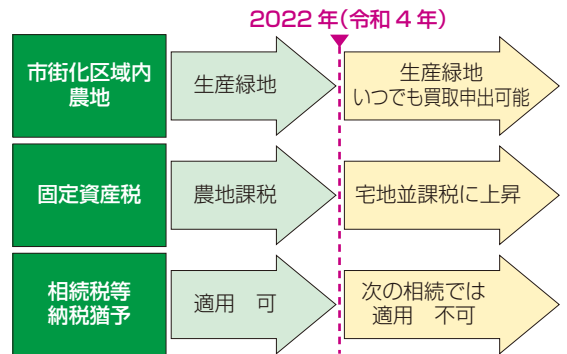 2022年(令和4年)
市街化区域内
農地
生産緑地
生産緑地
いつでも買取申出可能
固定資産税
農地課税
宅地並課税に上昇
相続税等
納税猶予
適用　可
次の相続では
適用　不可